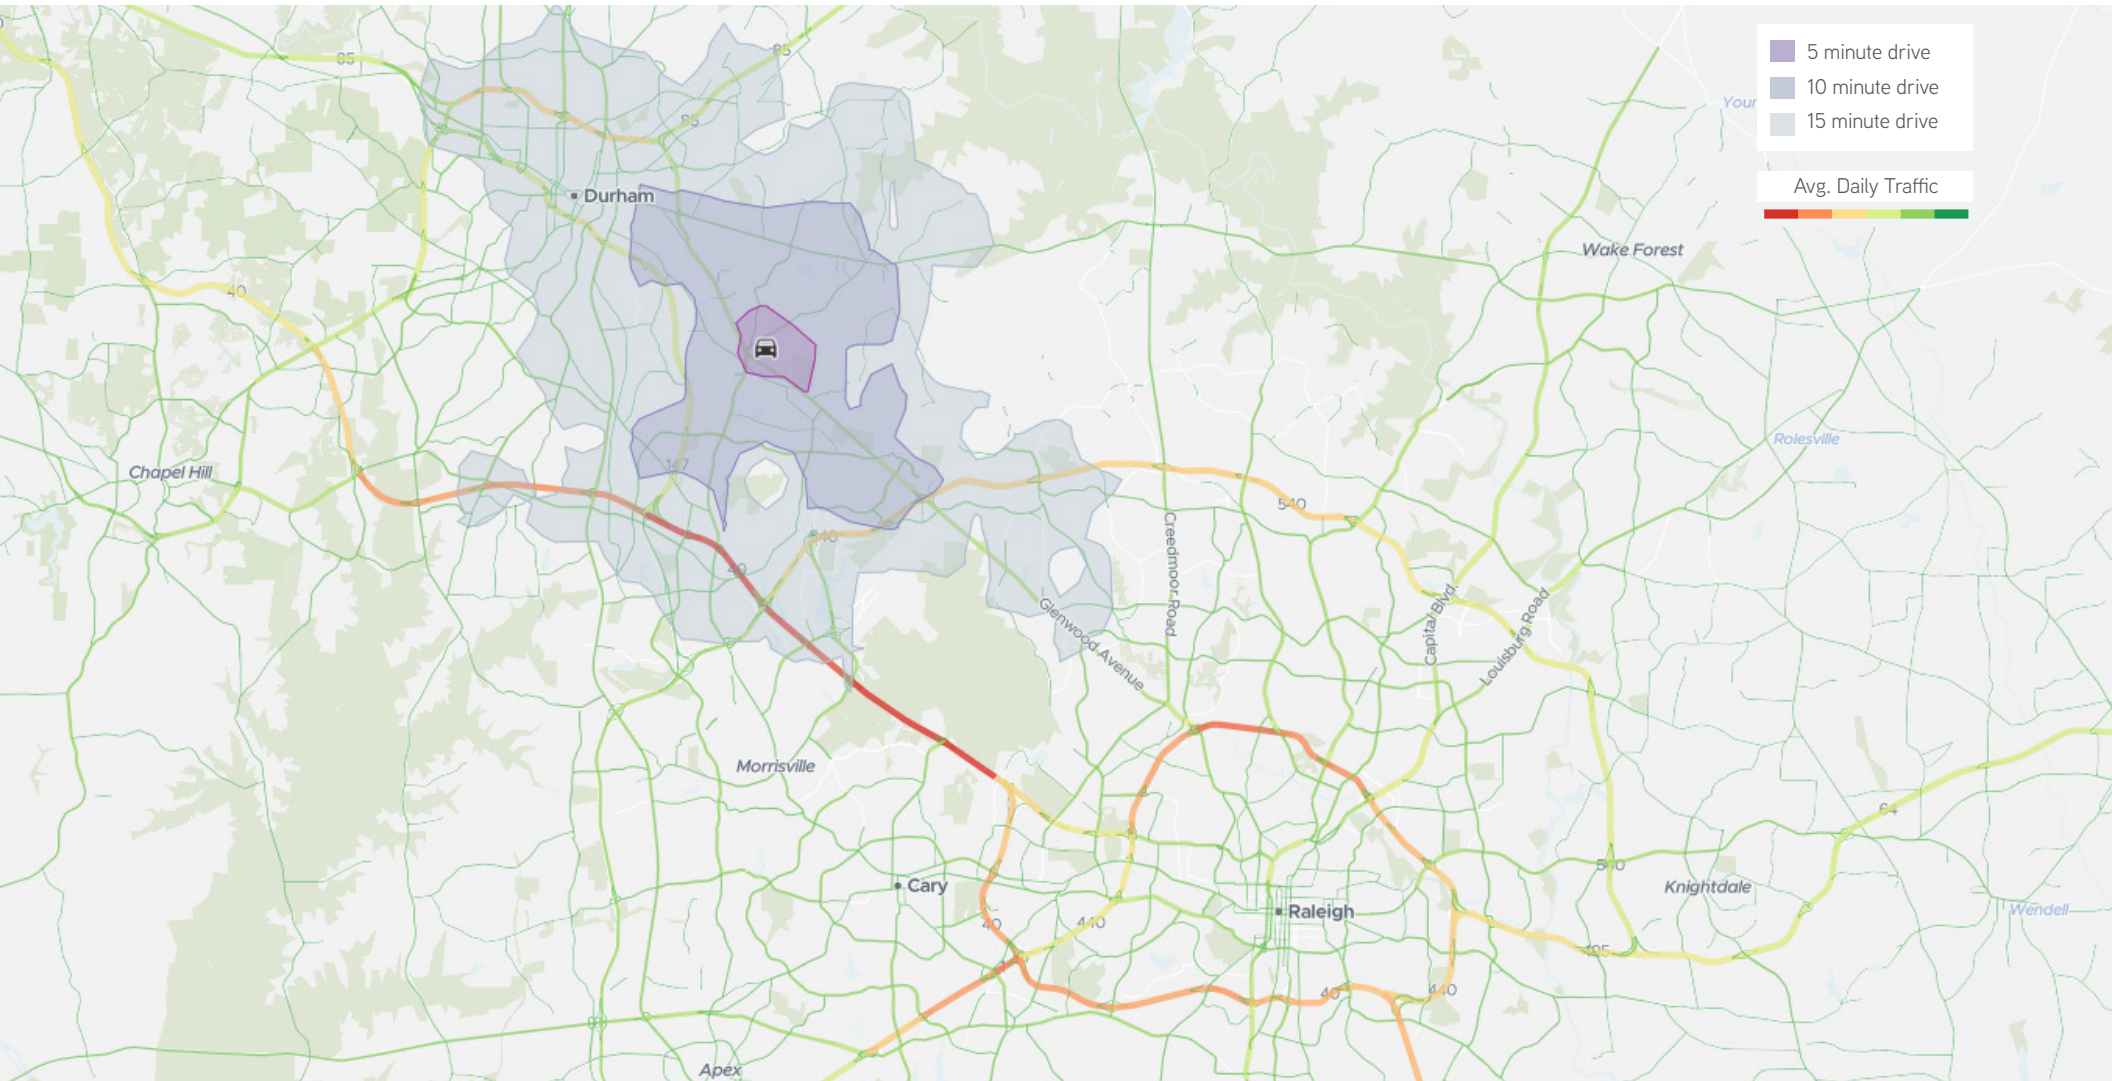 5 minute drive
10 minute drive
15 minute drive
Avg. Daily Traffic
85
85
85
Durham
40
Wake Forest
Rolesville
Chapel Hill
147
540
540
40
Creedmoor Road
Glenwood Avenue
Capital Blvd.
Louisburg Road
Morrisville
64
540
Cary
Knightdale
Raleigh
Wendell
40
440
495
40
440
Apex